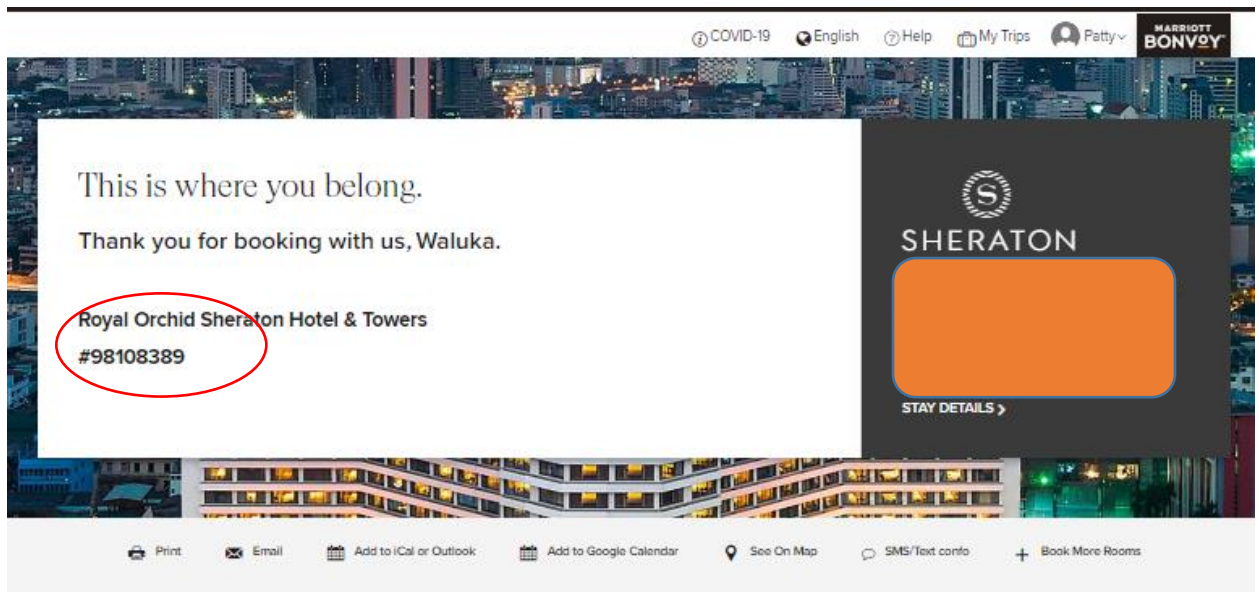 COVID-19 English Help My Trips Patty MARRIOTT BONVOY
This is where you belong.
Thank you for booking with us, Waluka.
Royal Orchid Sheraton Hotel & Towers
#98108389
S
SHERATON
STAY DETAILS
Print Email Add to iCal or Outlook Add to Google Calendar See On Map SMS/Text confo + Book More Rooms